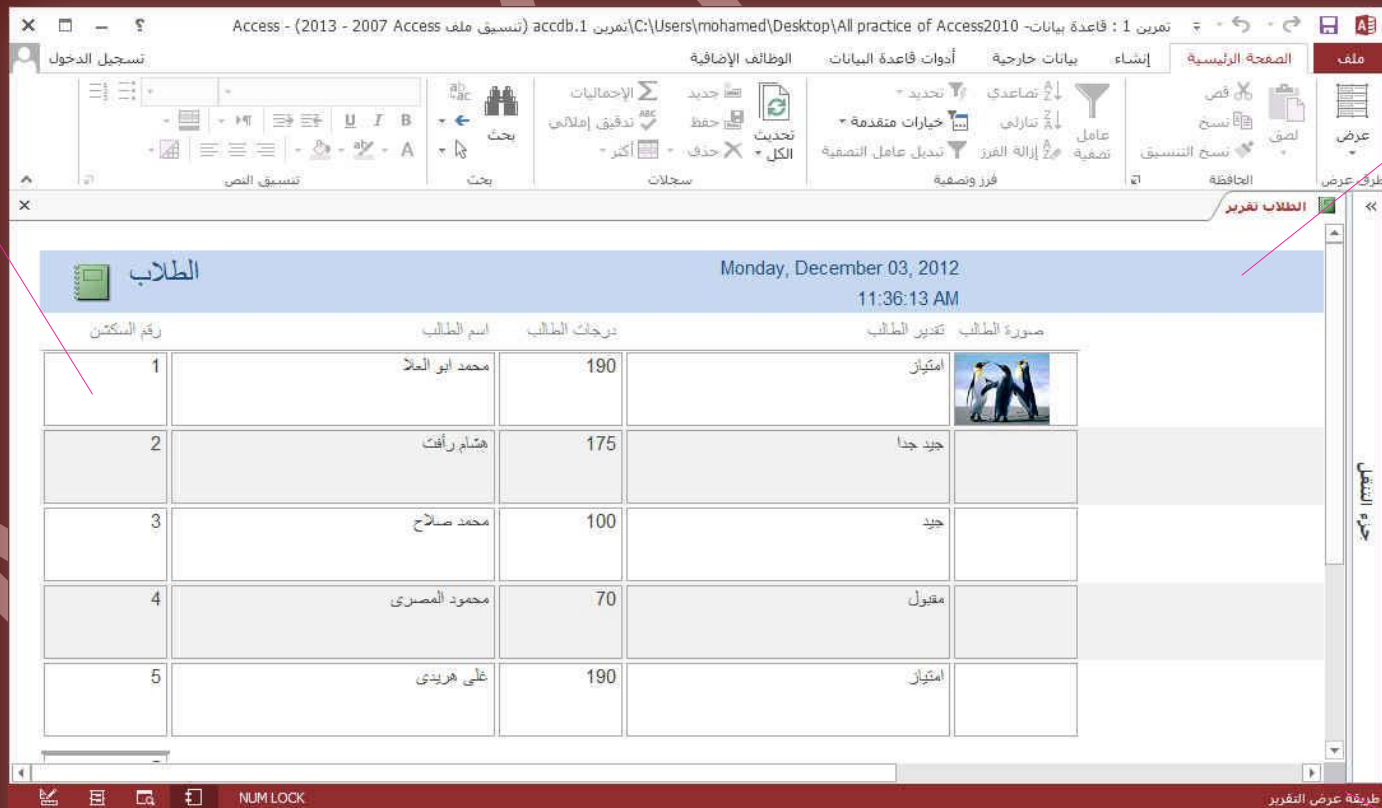 تمرين 1 : قاعدة بيانات- C:\Users\mohamed\Desktop\All practice of Access2010\تمرين 1.accdb (تنسيق ملف Access 2007 - 2013) - Access
ملف الصفحة الرئيسية إنشاء بيانات خارجية أدوات قاعدة البيانات الوظائف الإضافية تسجيل الدخول
قص تصاعدي تحديد جديد الإجماليات
عرض لصق نسخ عامل تصفية تنازلي خيارات متقدمة تحديث الكل حفظ تدقيق إملائي بحث B I U
نسخ التنسيق إزالة الفرز تبديل عامل التصفية حذف أكثر A
طرق عرض الحافظة فرز وتصفية سجلات بحث تنسيق النص
الطلاب تقرير
الطلاب Monday, December 03, 2012
11:36:13 AM
رقم السكشن اسم الطالب درجات الطالب تقدير الطالب صورة الطالب
1 محمد ابو العلا 190 امتياز
2 هشام رأفت 175 جيد جدا
3 محمد صلاح 100 جيد
4 محمود المصرى 70 مقبول
5 على هريدى 190 امتياز
جزء التنقل
طريقة عرض التقرير NUM LOCK